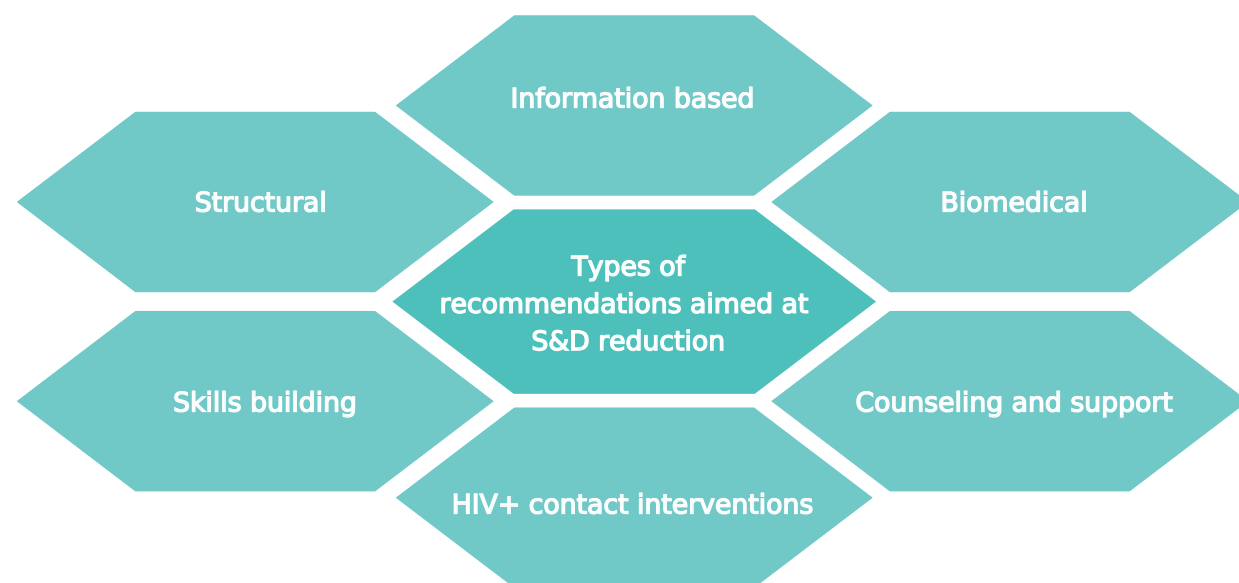 Information based
Structural
Biomedical
Types of
recommendations aimed at
S&D reduction
Skills building
Counseling and support
HIV+ contact interventions